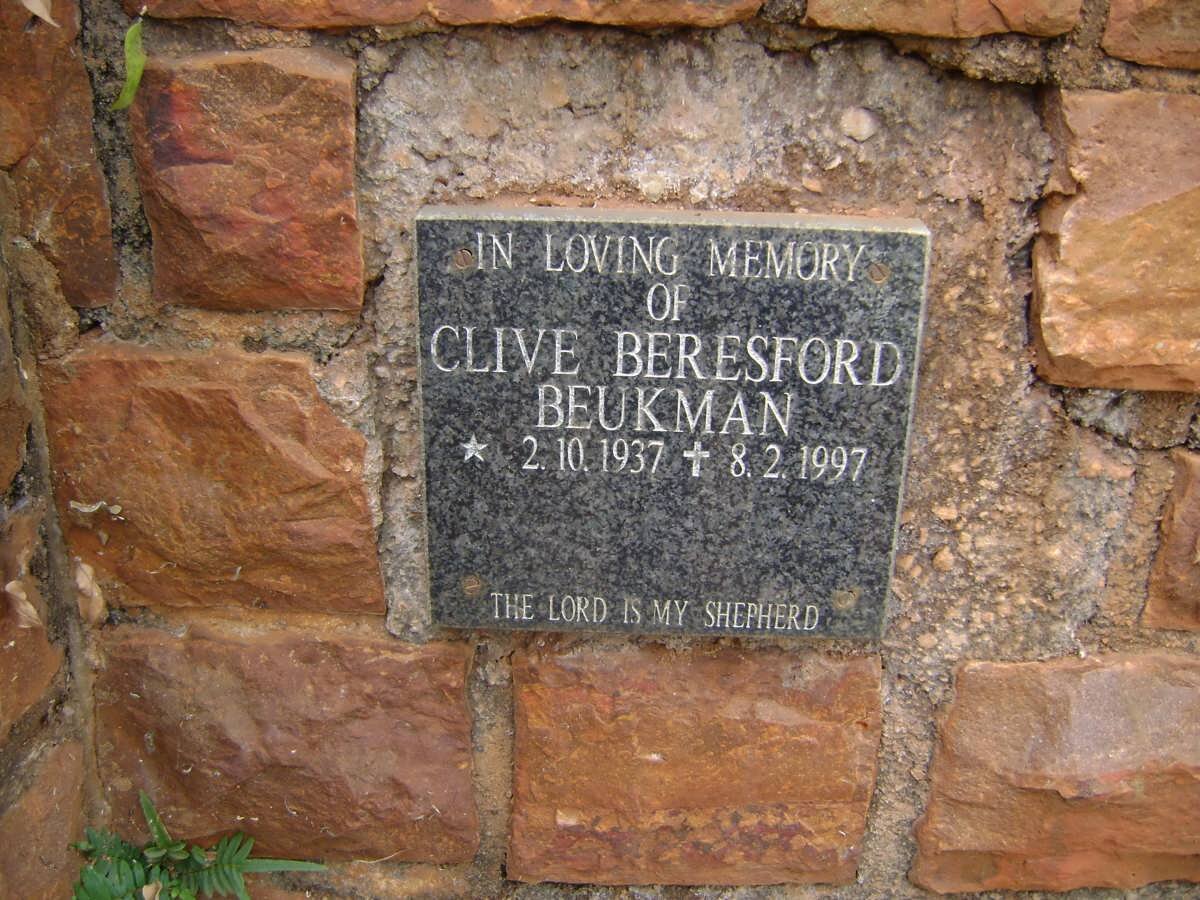 IN LOVING MEMORY
OF
CLIVE BERESFORD
BEUKMAN
★ 2.10.1937 ✝ 8.2.1997
THE LORD IS MY SHEPHERD